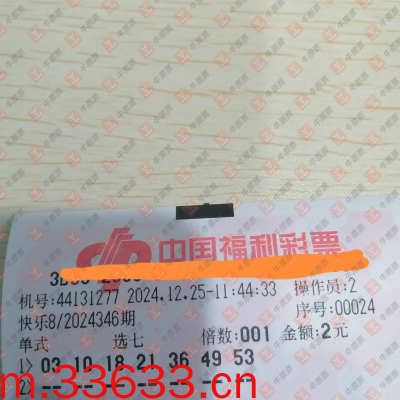 中国福利彩票
机号:44131277 2024.12.25-11:44:33 操作员:2
序号:00024
快乐8/2024346期
单式 选七 倍数:001 金额:2元
1> 03 10 18 21 36 49 53
2> -- -- -- -- -- -- --
m.33633.cn